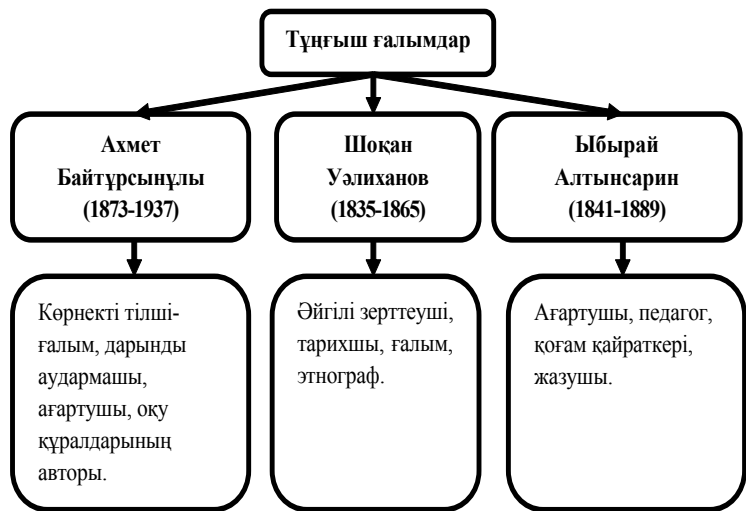 Тұңғыш ғалымдар
Ахмет
Байтұрсынұлы
(1873-1937)
Шоқан
Уәлиханов
(1835-1865)
Ыбырай
Алтынсарин
(1841-1889)
Көрнекті тілші-
ғалым, дарынды
аудармашы,
ағартушы, оқу
құралдарының
авторы.
Әйгілі зерттеуші,
тарихшы, ғалым,
этнограф.
Ағартушы, педагог,
қоғам қайраткері,
жазушы.